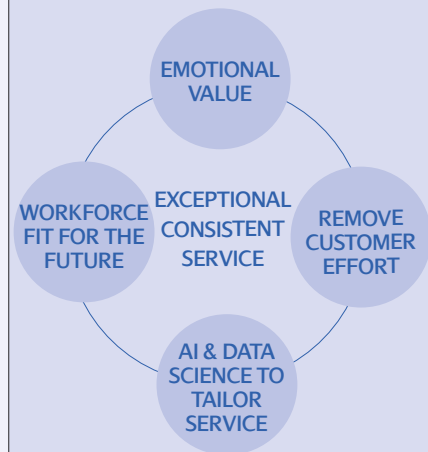 EMOTIONAL
VALUE
WORKFORCE
FIT FOR THE
FUTURE
EXCEPTIONAL
CONSISTENT
SERVICE
REMOVE
CUSTOMER
EFFORT
AI & DATA
SCIENCE TO
TAILOR
SERVICE